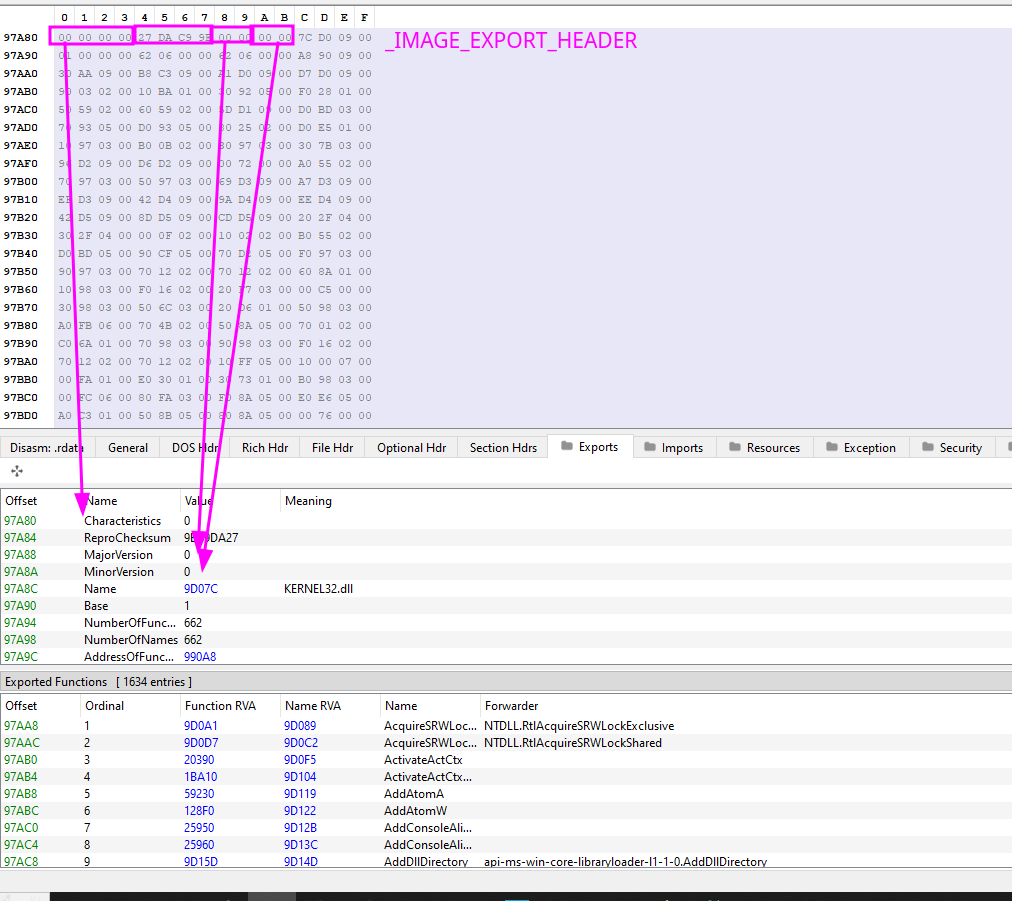 0 1 2 3 4 5 6 7 8 9 A B C D E F
97A80 00 00 00 00 27 DA C9 9B 00 00 00 00 7C D0 09 00
_IMAGE_EXPORT_HEADER
97A90 01 00 00 00 62 06 00 00 62 06 00 00 A8 90 09 00
97AA0 30 AA 09 00 B8 C3 09 00 A1 D0 09 00 D7 D0 09 00
97AB0 90 03 02 00 10 BA 01 00 30 92 05 00 F0 28 01 00
97AC0 50 59 02 00 60 59 02 00 5D D1 09 00 D0 BD 03 00
97AD0 70 93 05 00 D0 93 05 00 25 02 00 D0 E5 01 00
97AE0 10 97 03 00 B0 0B 02 00 97 03 00 30 7B 03 00
97AF0 D2 09 00 D6 D2 09 00 72 00 00 A0 55 02 00
97B00 70 97 03 00 50 97 03 00 69 D3 09 00 A7 D3 09 00
97B10 D3 09 00 42 D4 09 00 9A D4 09 00 EE D4 09 00
97B20 42 D5 09 00 8D D5 09 00 CD D5 09 00 20 2F 04 00
97B30 30 2F 04 00 00 0F 02 00 10 02 02 00 B0 55 02 00
97B40 D0 BD 05 00 90 CF 05 00 70 05 00 F0 97 03 00
97B50 90 97 03 00 70 12 02 00 70 12 02 00 60 8A 01 00
97B60 10 98 03 00 F0 16 02 00 20 03 00 00 C5 00 00
97B70 30 98 03 00 50 6C 03 00 20 D6 01 00 50 98 03 00
97B80 A0 FB 06 00 70 4B 02 00 50 8A 05 00 70 01 02 00
97B90 C0 6A 01 00 70 98 03 00 90 98 03 00 F0 16 02 00
97BA0 70 12 02 00 70 12 02 00 10 FF 05 00 10 00 07 00
97BB0 00 FA 01 00 E0 30 01 00 30 73 01 00 B0 98 03 00
97BC0 00 FC 06 00 80 FA 03 00 8A 05 00 E0 E6 05 00
97BD0 A0 C3 01 00 50 8B 05 00 80 8A 05 00 00 76 00 00
Disasm: .rdata General DOS Hdr Rich Hdr File Hdr Optional Hdr Section Hdrs Exports Imports Resources Exception Security
Offset Name Value Meaning
97A80 Characteristics 0
97A84 ReproChecksum 9BC9DA27
97A88 MajorVersion 0
97A8A MinorVersion 0
97A8C Name 9D07C KERNEL32.dll
97A90 Base 1
97A94 NumberOfFunc... 662
97A98 NumberOfNames 662
97A9C AddressOfFunc... 990A8
Exported Functions [ 1634 entries ]
Offset Ordinal Function RVA Name RVA Name Forwarder
97AA8 1 9D0A1 9D089 AcquireSRWLoc... NTDLL.RtlAcquireSRWLockExclusive
97AAC 2 9D0D7 9D0C2 AcquireSRWLoc... NTDLL.RtlAcquireSRWLockShared
97AB0 3 20390 9D0F5 ActivateActCtx
97AB4 4 1BA10 9D104 ActivateActCtx...
97AB8 5 59230 9D119 AddAtomA
97ABC 6 128F0 9D122 AddAtomW
97AC0 7 25950 9D12B AddConsoleAli...
97AC4 8 25960 9D13C AddConsoleAli...
97AC8 9 9D15D 9D14D AddDllDirectory api-ms-win-core-libraryloader-l1-1-0.AddDllDirectory